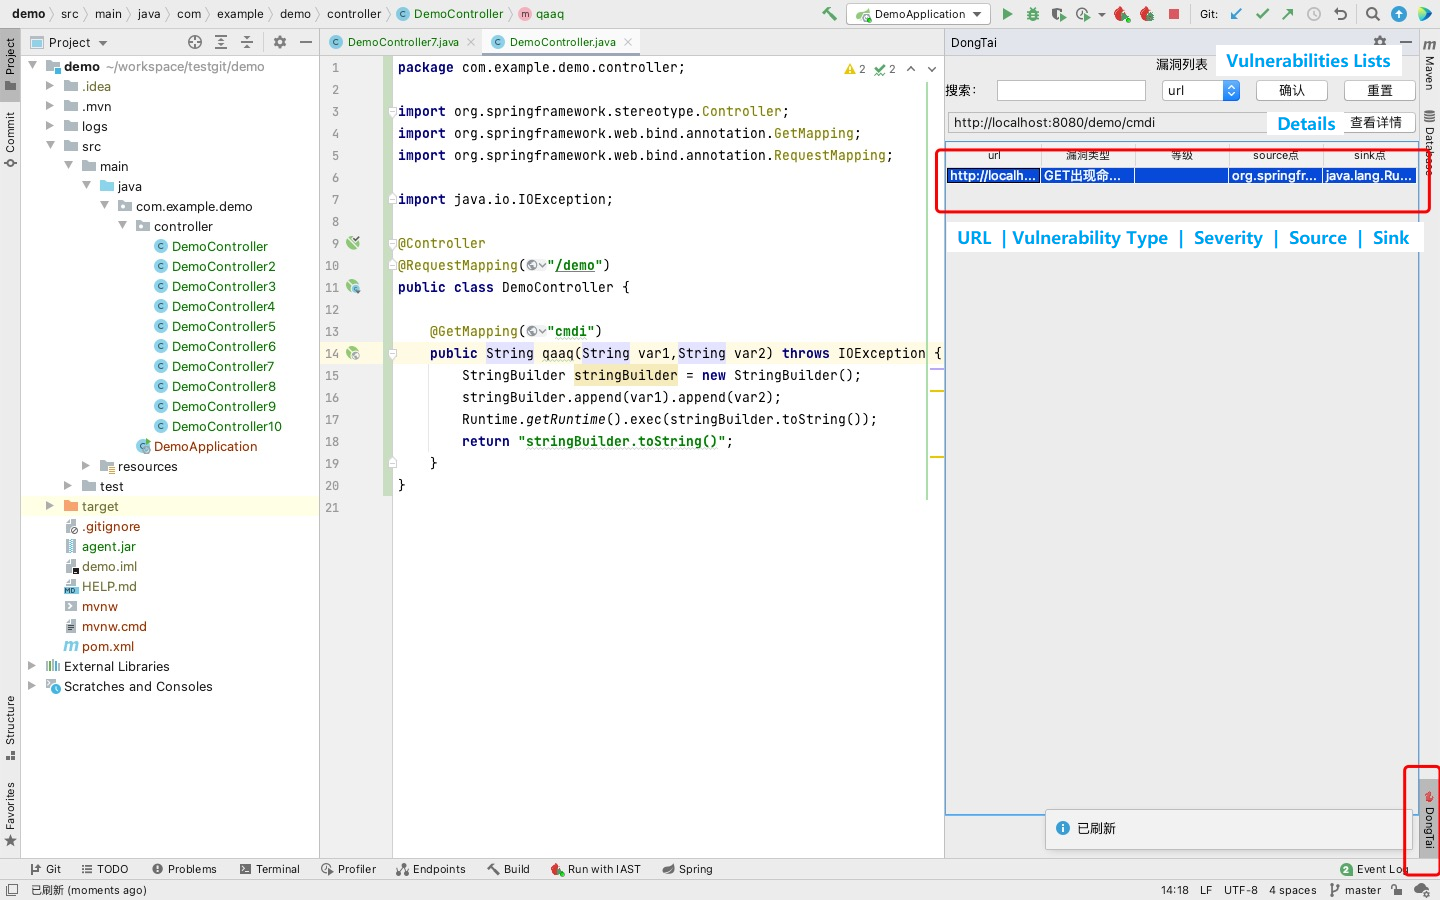 demo src main java com example demo controller DemoController qaaq
DemoApplication
Git:
Project
DemoController7.java
DemoController.java
DongTai
Project
Commit
Structure
Favorites
demo ~/workspace/testgit/demo
.idea
.mvn
logs
src
main
java
com.example.demo
controller
DemoController
DemoController2
DemoController3
DemoController4
DemoController5
DemoController6
DemoController7
DemoController8
DemoController9
DemoController10
DemoApplication
resources
test
target
.gitignore
agent.jar
demo.iml
HELP.md
mvnw
mvnw.cmd
pom.xml
External Libraries
Scratches and Consoles
2 2
1 package com.example.demo.controller;
2
3 import org.springframework.stereotype.Controller;
4 import org.springframework.web.bind.annotation.GetMapping;
5 import org.springframework.web.bind.annotation.RequestMapping;
6
7 import java.io.IOException;
8
9 @Controller
10 @RequestMapping("/demo")
11 public class DemoController {
12
13 @GetMapping("cmdi")
14 public String qaaq(String var1,String var2) throws IOException {
15 StringBuilder stringBuilder = new StringBuilder();
16 stringBuilder.append(var1).append(var2);
17 Runtime.getRuntime().exec(stringBuilder.toString());
18 return "stringBuilder.toString()";
19 }
20 }
21
漏洞列表 Vulnerabilities Lists
搜索： url 确认 重置
http://localhost:8080/demo/cmdi Details 查看详情
url 漏洞类型 等级 source点 sink点
http://localh... GET出现命... org.springfr... java.lang.Ru...
URL | Vulnerability Type | Severity | Source | Sink
已刷新
Maven
Database
DongTai
Git TODO Problems Terminal Profiler Endpoints Build Run with IAST Spring
2 Event Log
已刷新 (moments ago)
14:18 LF UTF-8 4 spaces master